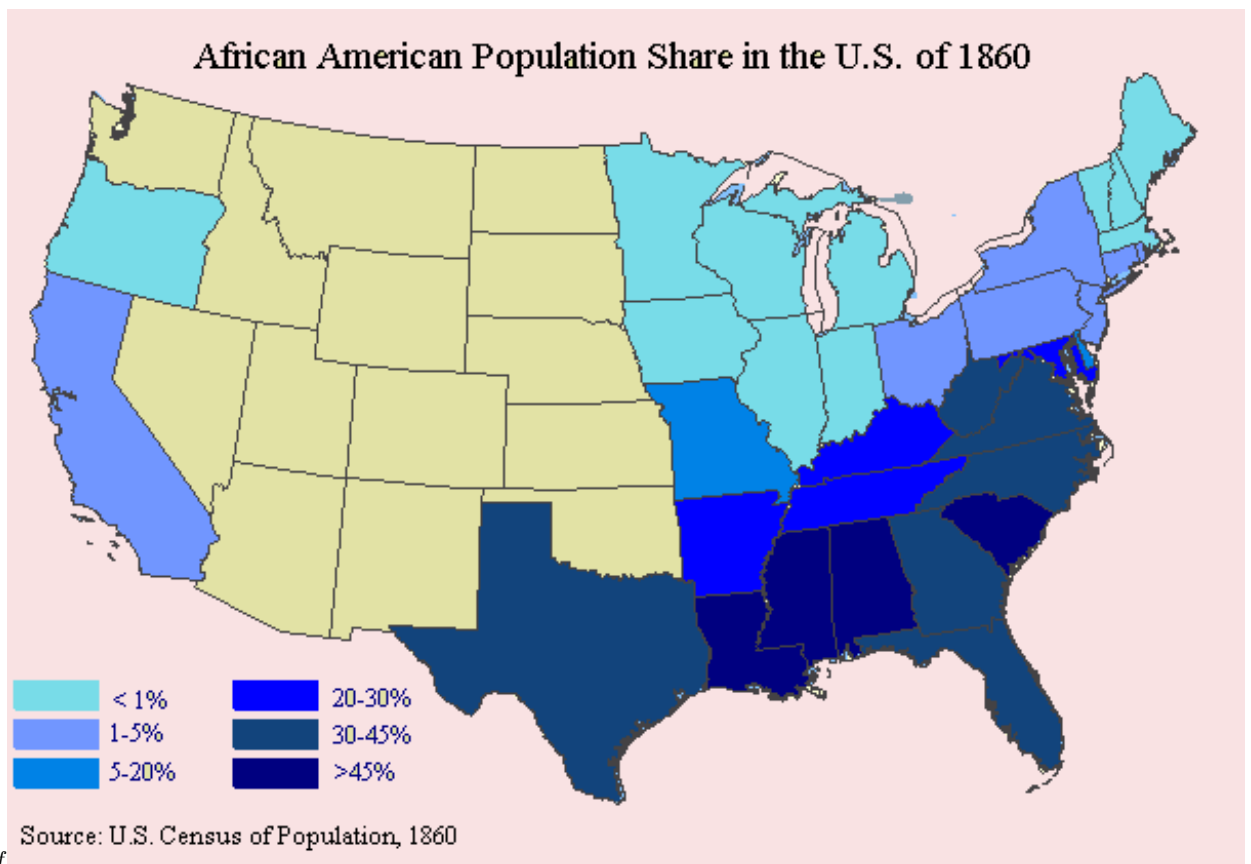 African American Population Share in the U.S. of 1860
< 1%
1-5%
5-20%
20-30%
30-45%
>45%
Source: U.S. Census of Population, 1860
f